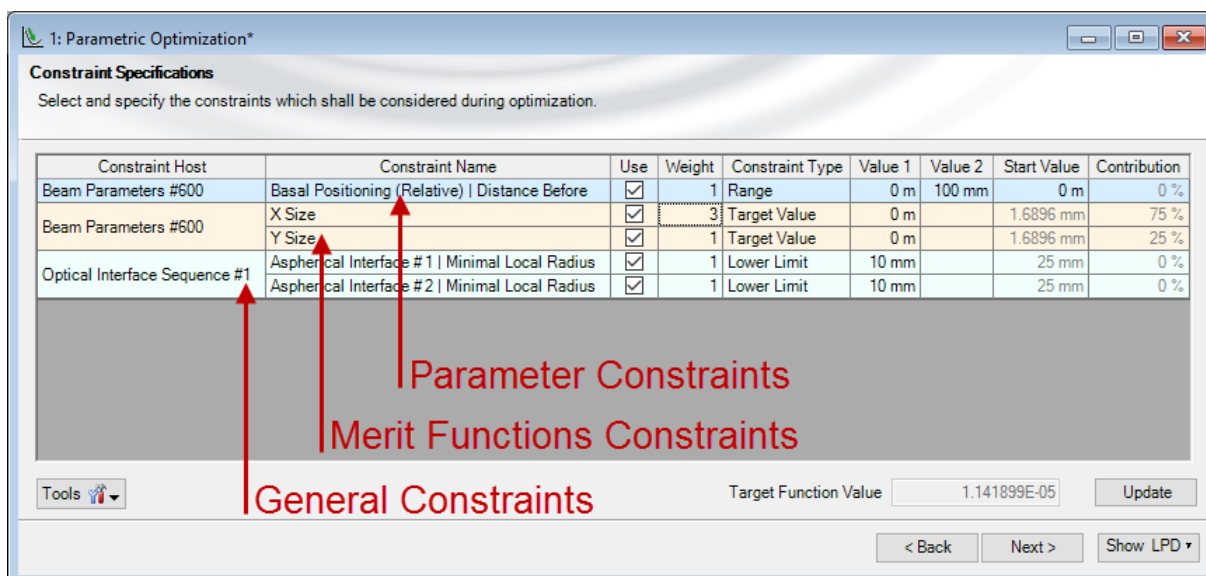 1: Parametric Optimization*
Constraint Specifications
Select and specify the constraints which shall be considered during optimization.
Constraint Host Constraint Name Use Weight Constraint Type Value 1 Value 2 Start Value Contribution
Beam Parameters #600 Basal Positioning (Relative) | Distance Before 1 Range 0 m 100 mm 0 m 0 %
Beam Parameters #600 X Size 3 Target Value 0 m 1.6896 mm 75 %
Y Size 1 Target Value 0 m 1.6896 mm 25 %
Optical Interface Sequence #1 Aspherical Interface #1 | Minimal Local Radius 1 Lower Limit 10 mm 25 mm 0 %
Aspherical Interface #2 | Minimal Local Radius 1 Lower Limit 10 mm 25 mm 0 %
Parameter Constraints
Merit Functions Constraints
General Constraints
Tools Target Function Value 1.141899E-05 Update
< Back Next > Show LPD